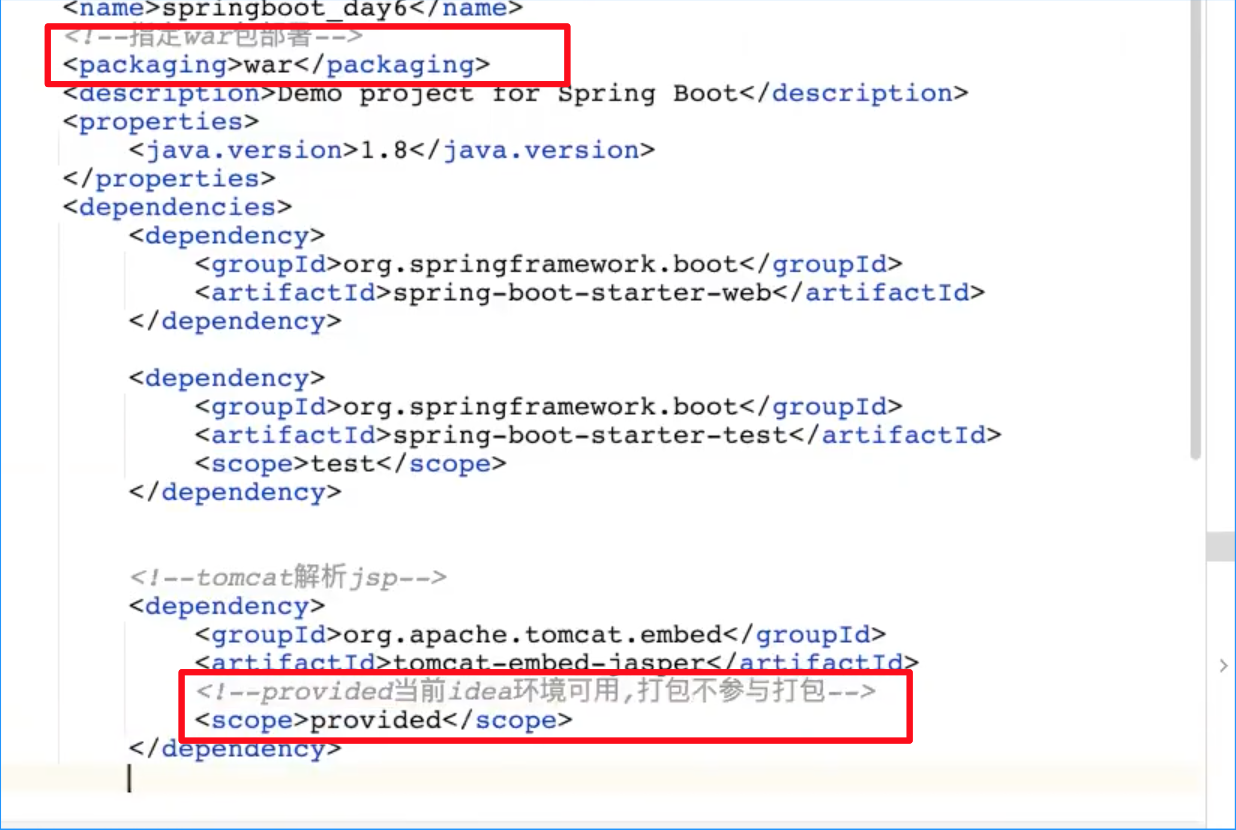 <name>springboot_day6</name>
<!--指定war包部署-->
<packaging>war</packaging>
<description>Demo project for Spring Boot</description>
<properties>
<java.version>1.8</java.version>
</properties>
<dependencies>
<dependency>
<groupId>org.springframework.boot</groupId>
<artifactId>spring-boot-starter-web</artifactId>
</dependency>
<dependency>
<groupId>org.springframework.boot</groupId>
<artifactId>spring-boot-starter-test</artifactId>
<scope>test</scope>
</dependency>
<!--tomcat解析jsp-->
<dependency>
<groupId>org.apache.tomcat.embed</groupId>
<artifactId>tomcat-embed-jasper</artifactId>
<!--provided当前idea环境可用,打包不参与打包-->
<scope>provided</scope>
</dependency>